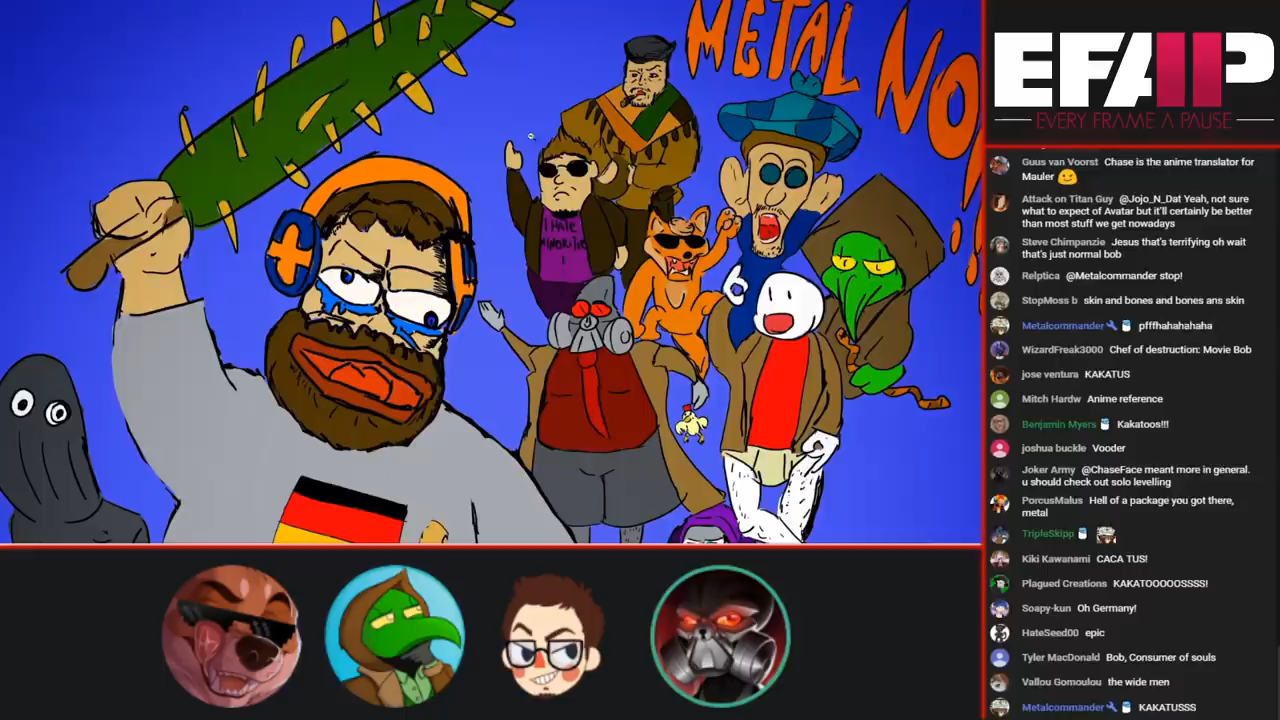 METAL NO
I HATE
MINORITIES
EFAP
EVERY FRAME A PAUSE
Guus van Voorst Chase is the anime translator for
Mauler
Attack on Titan Guy @Jojo_N_Dat Yeah, not sure
what to expect of Avatar but it'll certainly be better
than most stuff we get nowadays
Steve Chimpanzie Jesus that's terrifying oh wait
that's just normal bob
Relptica @Metalcommander stop!
StopMoss b skin and bones and bones ans skin
Metalcommander pfffhahahahaha
WizardFreak3000 Chef of destruction: Movie Bob
jose ventura KAKATUS
Mitch Hardw Anime reference
Benjamin Myers Kakatoos!!!
joshua buckle Vooder
Joker Army @ChaseFace meant more in general.
u should check out solo levelling
PorcusMalus Hell of a package you got there,
metal
TripleSkipp
Kiki Kawanami CACA TUS!
Plagued Creations KAKATOOOOSSSS!
Soapy-kun Oh Germany!
HateSeed00 epic
Tyler MacDonald Bob, Consumer of souls
Vallou Gomoulou the wide men
Metalcommander KAKATUSSS